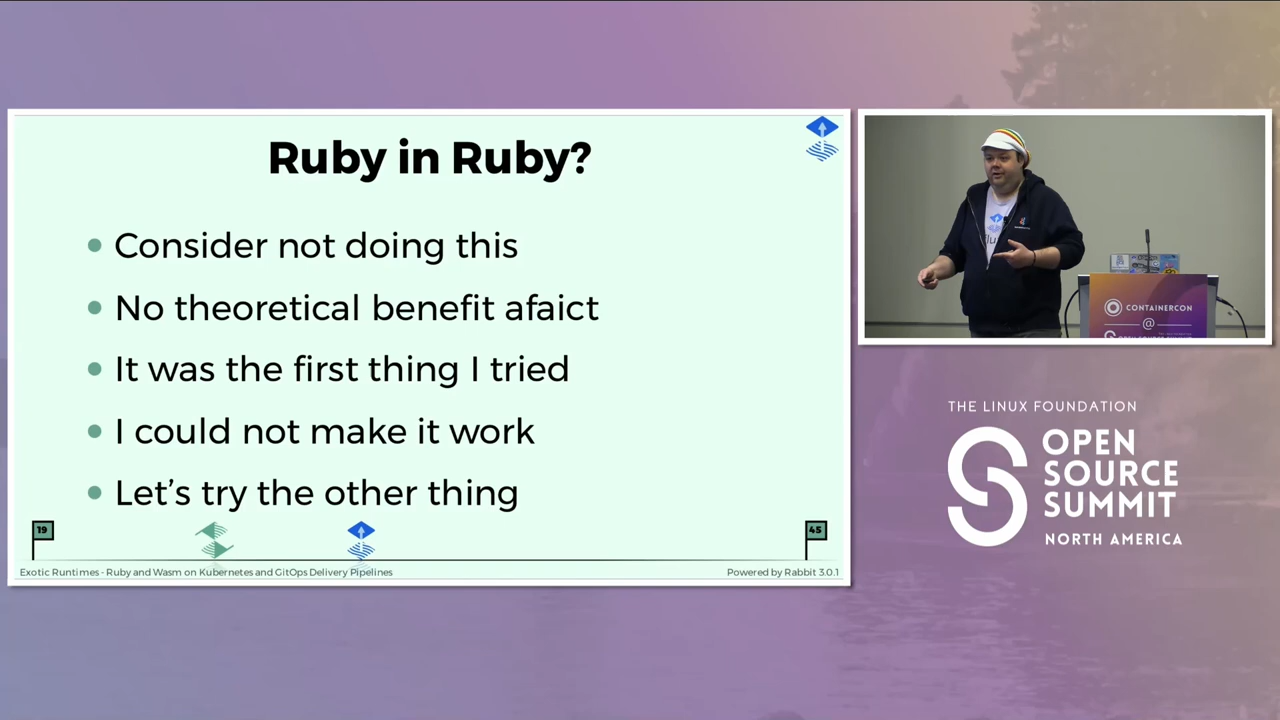 Ruby in Ruby?
Consider not doing this
No theoretical benefit afaict
It was the first thing I tried
I could not make it work
Let's try the other thing
19
45
Exotic Runtimes - Ruby and Wasm on Kubernetes and GitOps Delivery Pipelines
Powered by Rabbit 3.0.1
CONTAINERCON
@
THE LINUX FOUNDATION
OPEN
SOURCE
SUMMIT
NORTH AMERICA